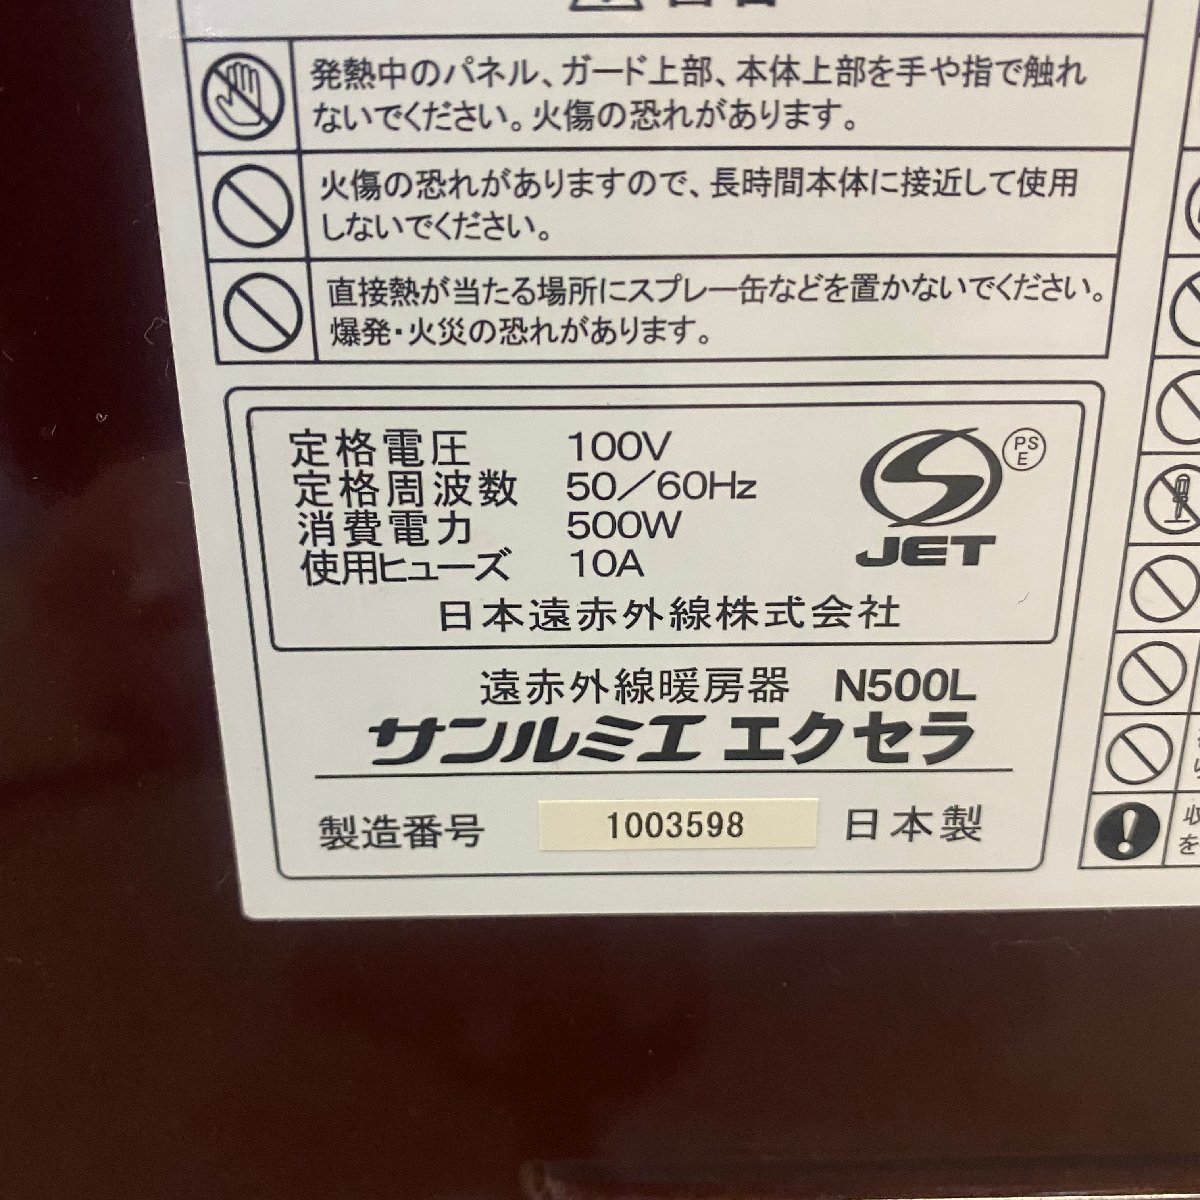 発熱中のパネル、ガード上部、本体上部を手や指で触れ
ないでください。火傷の恐れがあります。
火傷の恐れがありますので、長時間本体に接近して使用
しないでください。
直接熱が当たる場所にスプレー缶などを置かないでください。
爆発・火災の恐れがあります。
定格電圧 100V
定格周波数 50/60Hz
消費電力 500W
使用ヒューズ 10A
PS
E
JET
日本遠赤外線株式会社
遠赤外線暖房器 N500L
サンルミエ エクセラ
製造番号 1003598 日本製
を